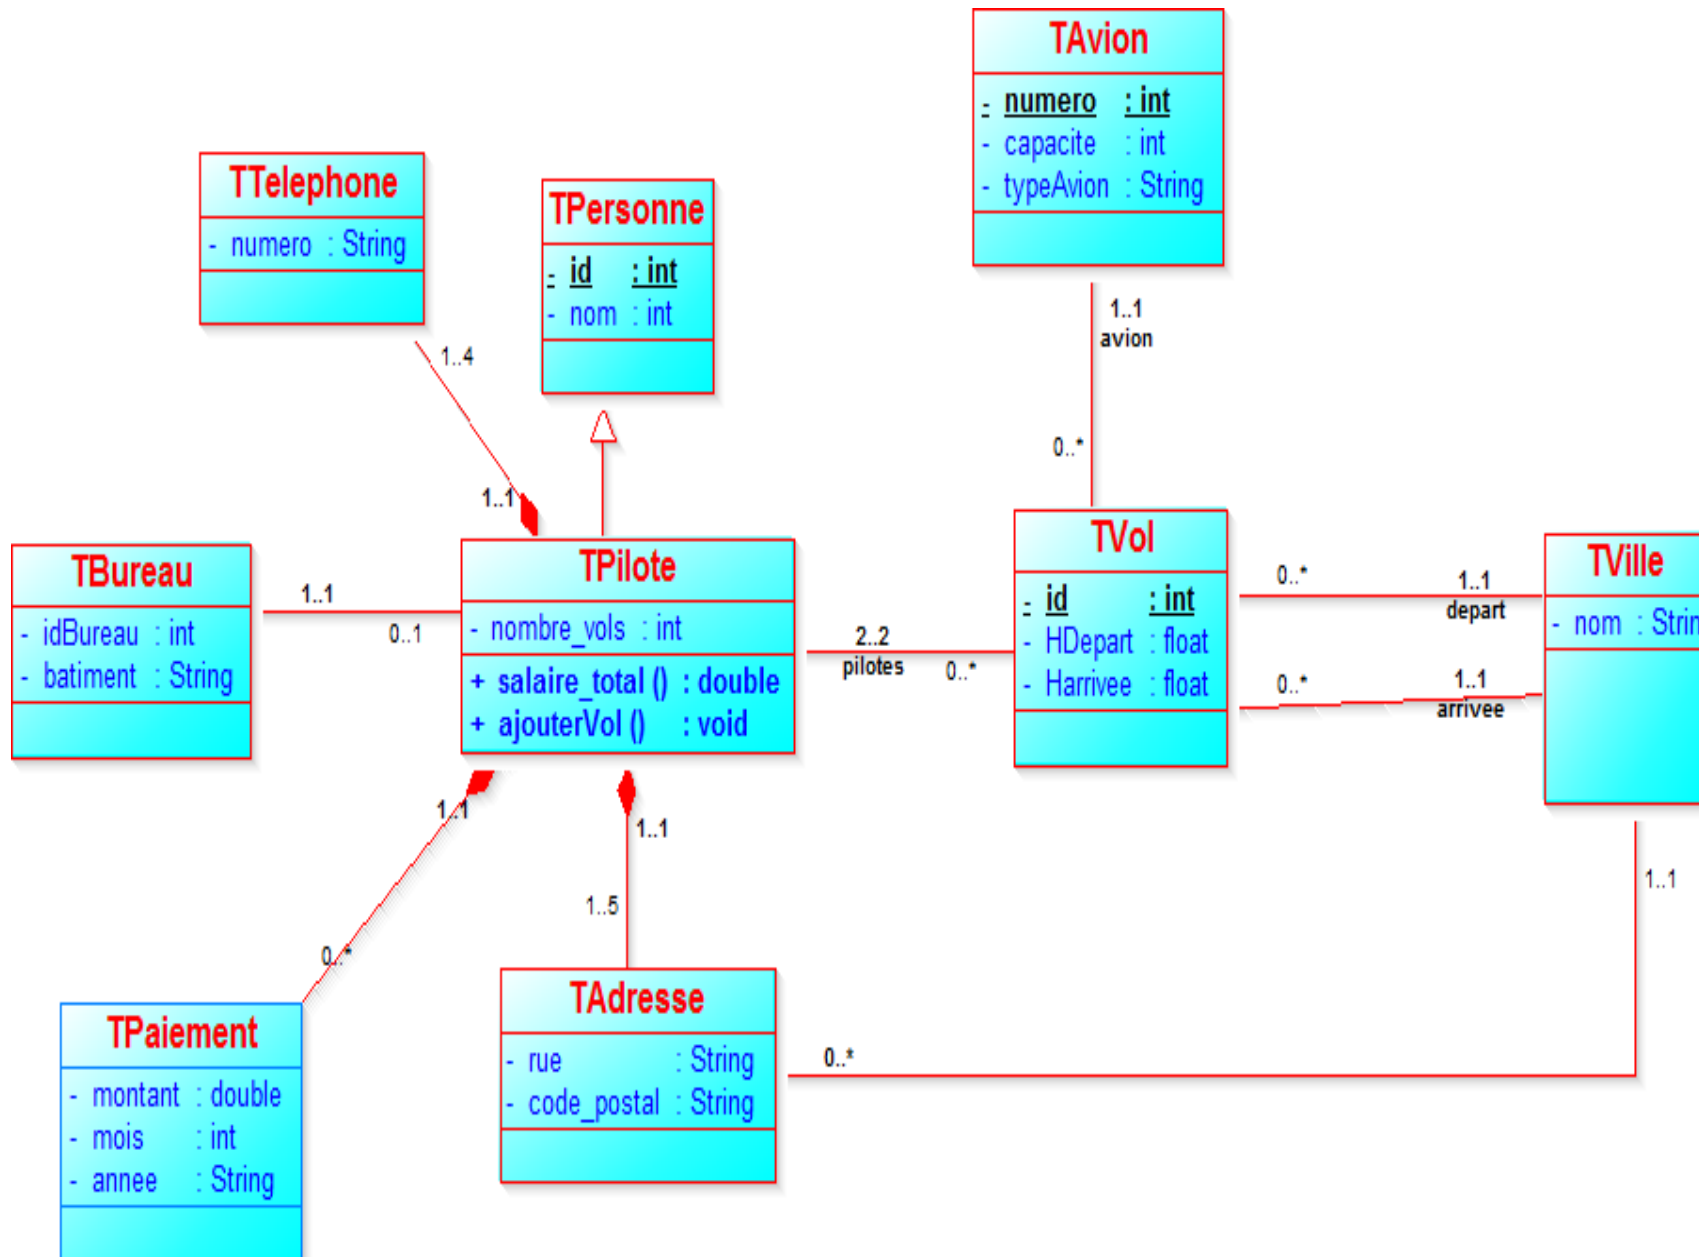 TAvion
- numero : int
- capacite : int
- typeAvion : String
TTelephone
- numero : String
TPersonne
- id : int
- nom : int
1..1
avion
1..4
0..*
1..1
TBureau
- idBureau : int
- batiment : String
1..1
0..1
TPilote
- nombre_vols : int
+ salaire_total () : double
+ ajouterVol () : void
2..2
pilotes
0..*
TVol
- id : int
- HDepart : float
- Harrivee : float
0..*
1..1
depart
0..*
1..1
arrivee
TVille
- nom : Strin
1..1
1..1
1..1
1..5
0..*
0..*
TPaiement
- montant : double
- mois : int
- annee : String
TAdresse
- rue : String
- code_postal : String